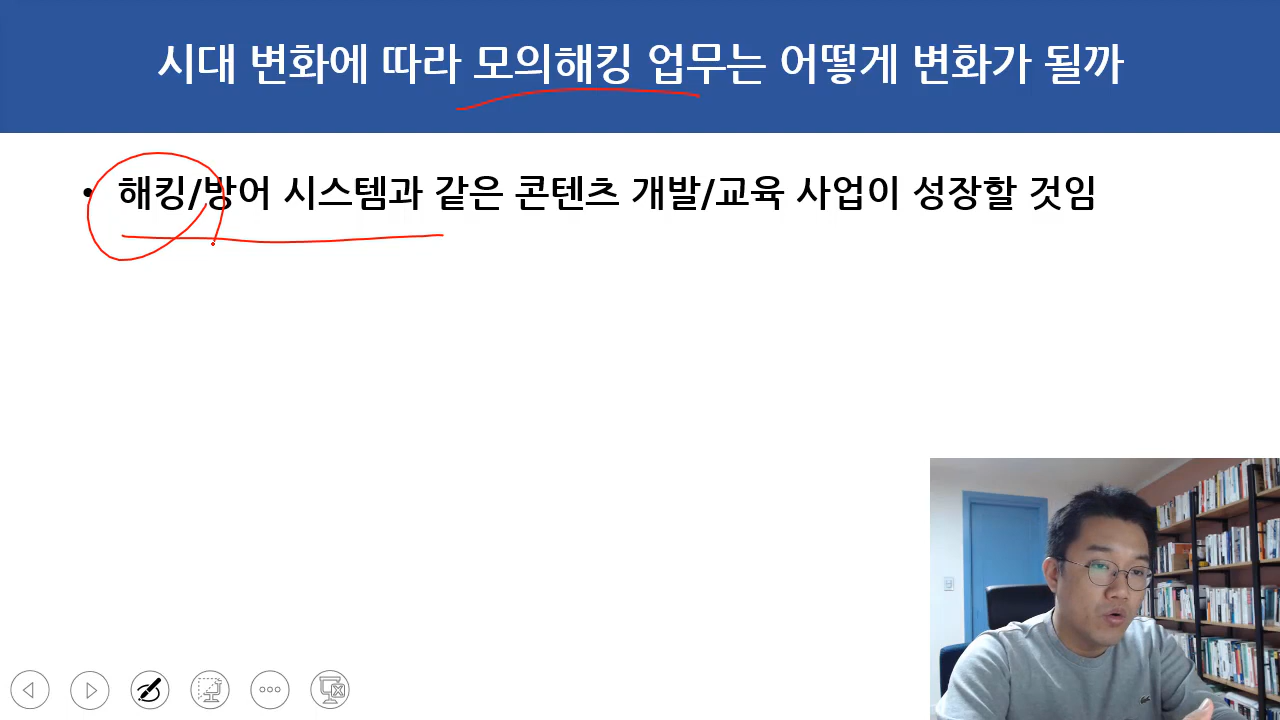 시대 변화에 따라 모의해킹 업무는 어떻게 변화가 될까
• 해킹/방어 시스템과 같은 콘텐츠 개발/교육 사업이 성장할 것임